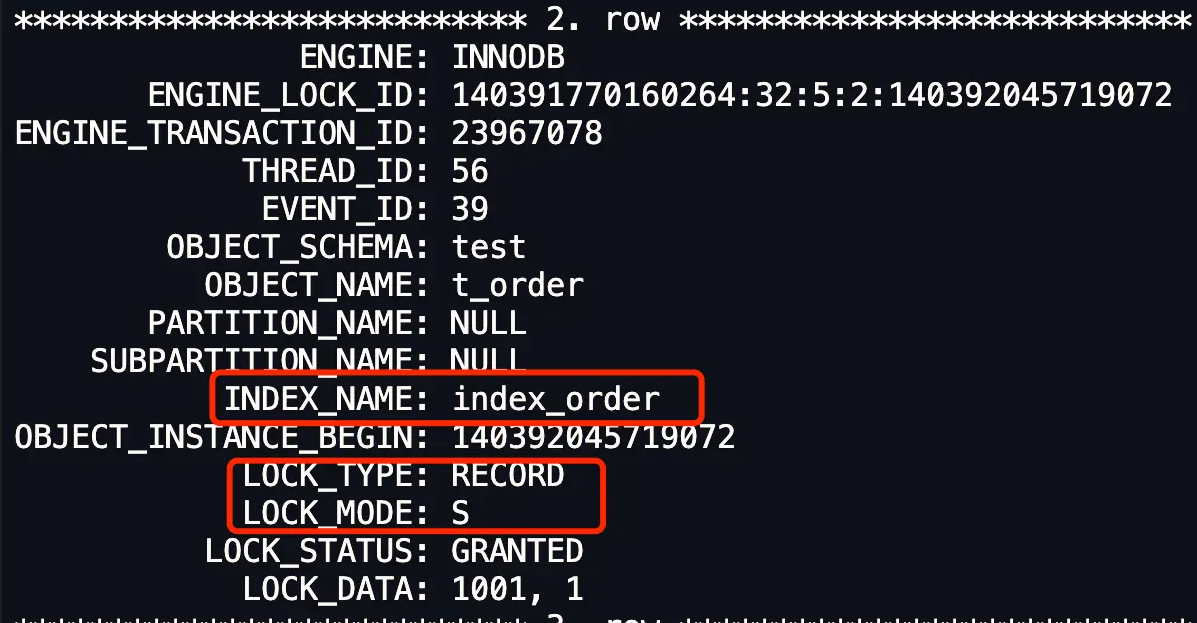 *************************** 2. row ***************************
ENGINE: INNODB
ENGINE_LOCK_ID: 140391770160264:32:5:2:140392045719072
ENGINE_TRANSACTION_ID: 23967078
THREAD_ID: 56
EVENT_ID: 39
OBJECT_SCHEMA: test
OBJECT_NAME: t_order
PARTITION_NAME: NULL
SUBPARTITION_NAME: NULL
INDEX_NAME: index_order
OBJECT_INSTANCE_BEGIN: 140392045719072
LOCK_TYPE: RECORD
LOCK_MODE: S
LOCK_STATUS: GRANTED
LOCK_DATA: 1001, 1